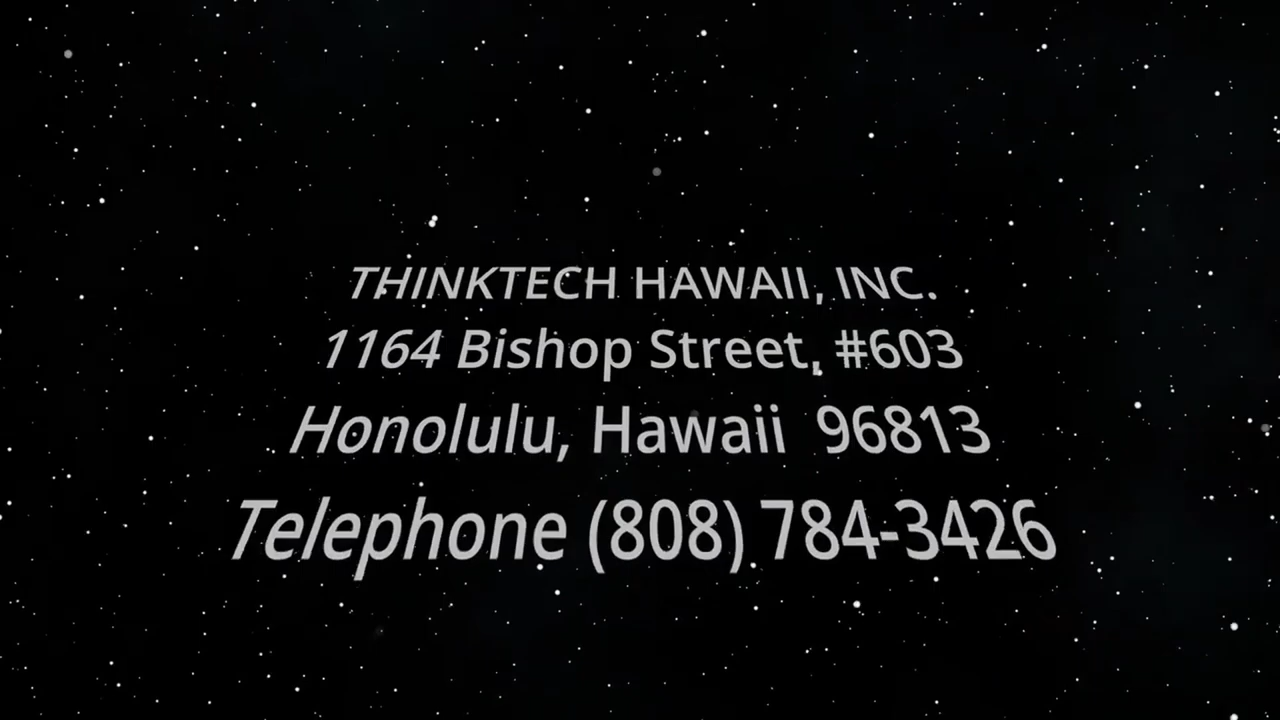 THINKTECH HAWAII, INC.
1164 Bishop Street, #603
Honolulu, Hawaii 96813
Telephone (808) 784-3426